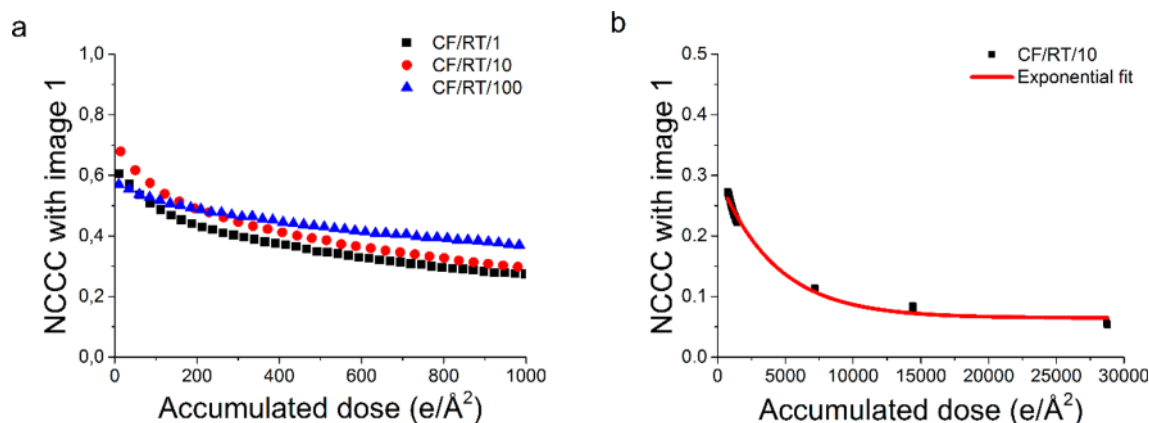 a
CF/RT/1
CF/RT/10
CF/RT/100
NCCC with image 1
1,0
0,8
0,6
0,4
0,2
0,0
0
200
400
600
800
1000
Accumulated dose (e/Å²)
b
CF/RT/10
Exponential fit
NCCC with image 1
0.5
0.4
0.3
0.2
0.1
0.0
0
5000
10000
15000
20000
25000
30000
Accumulated dose (e/Å²)